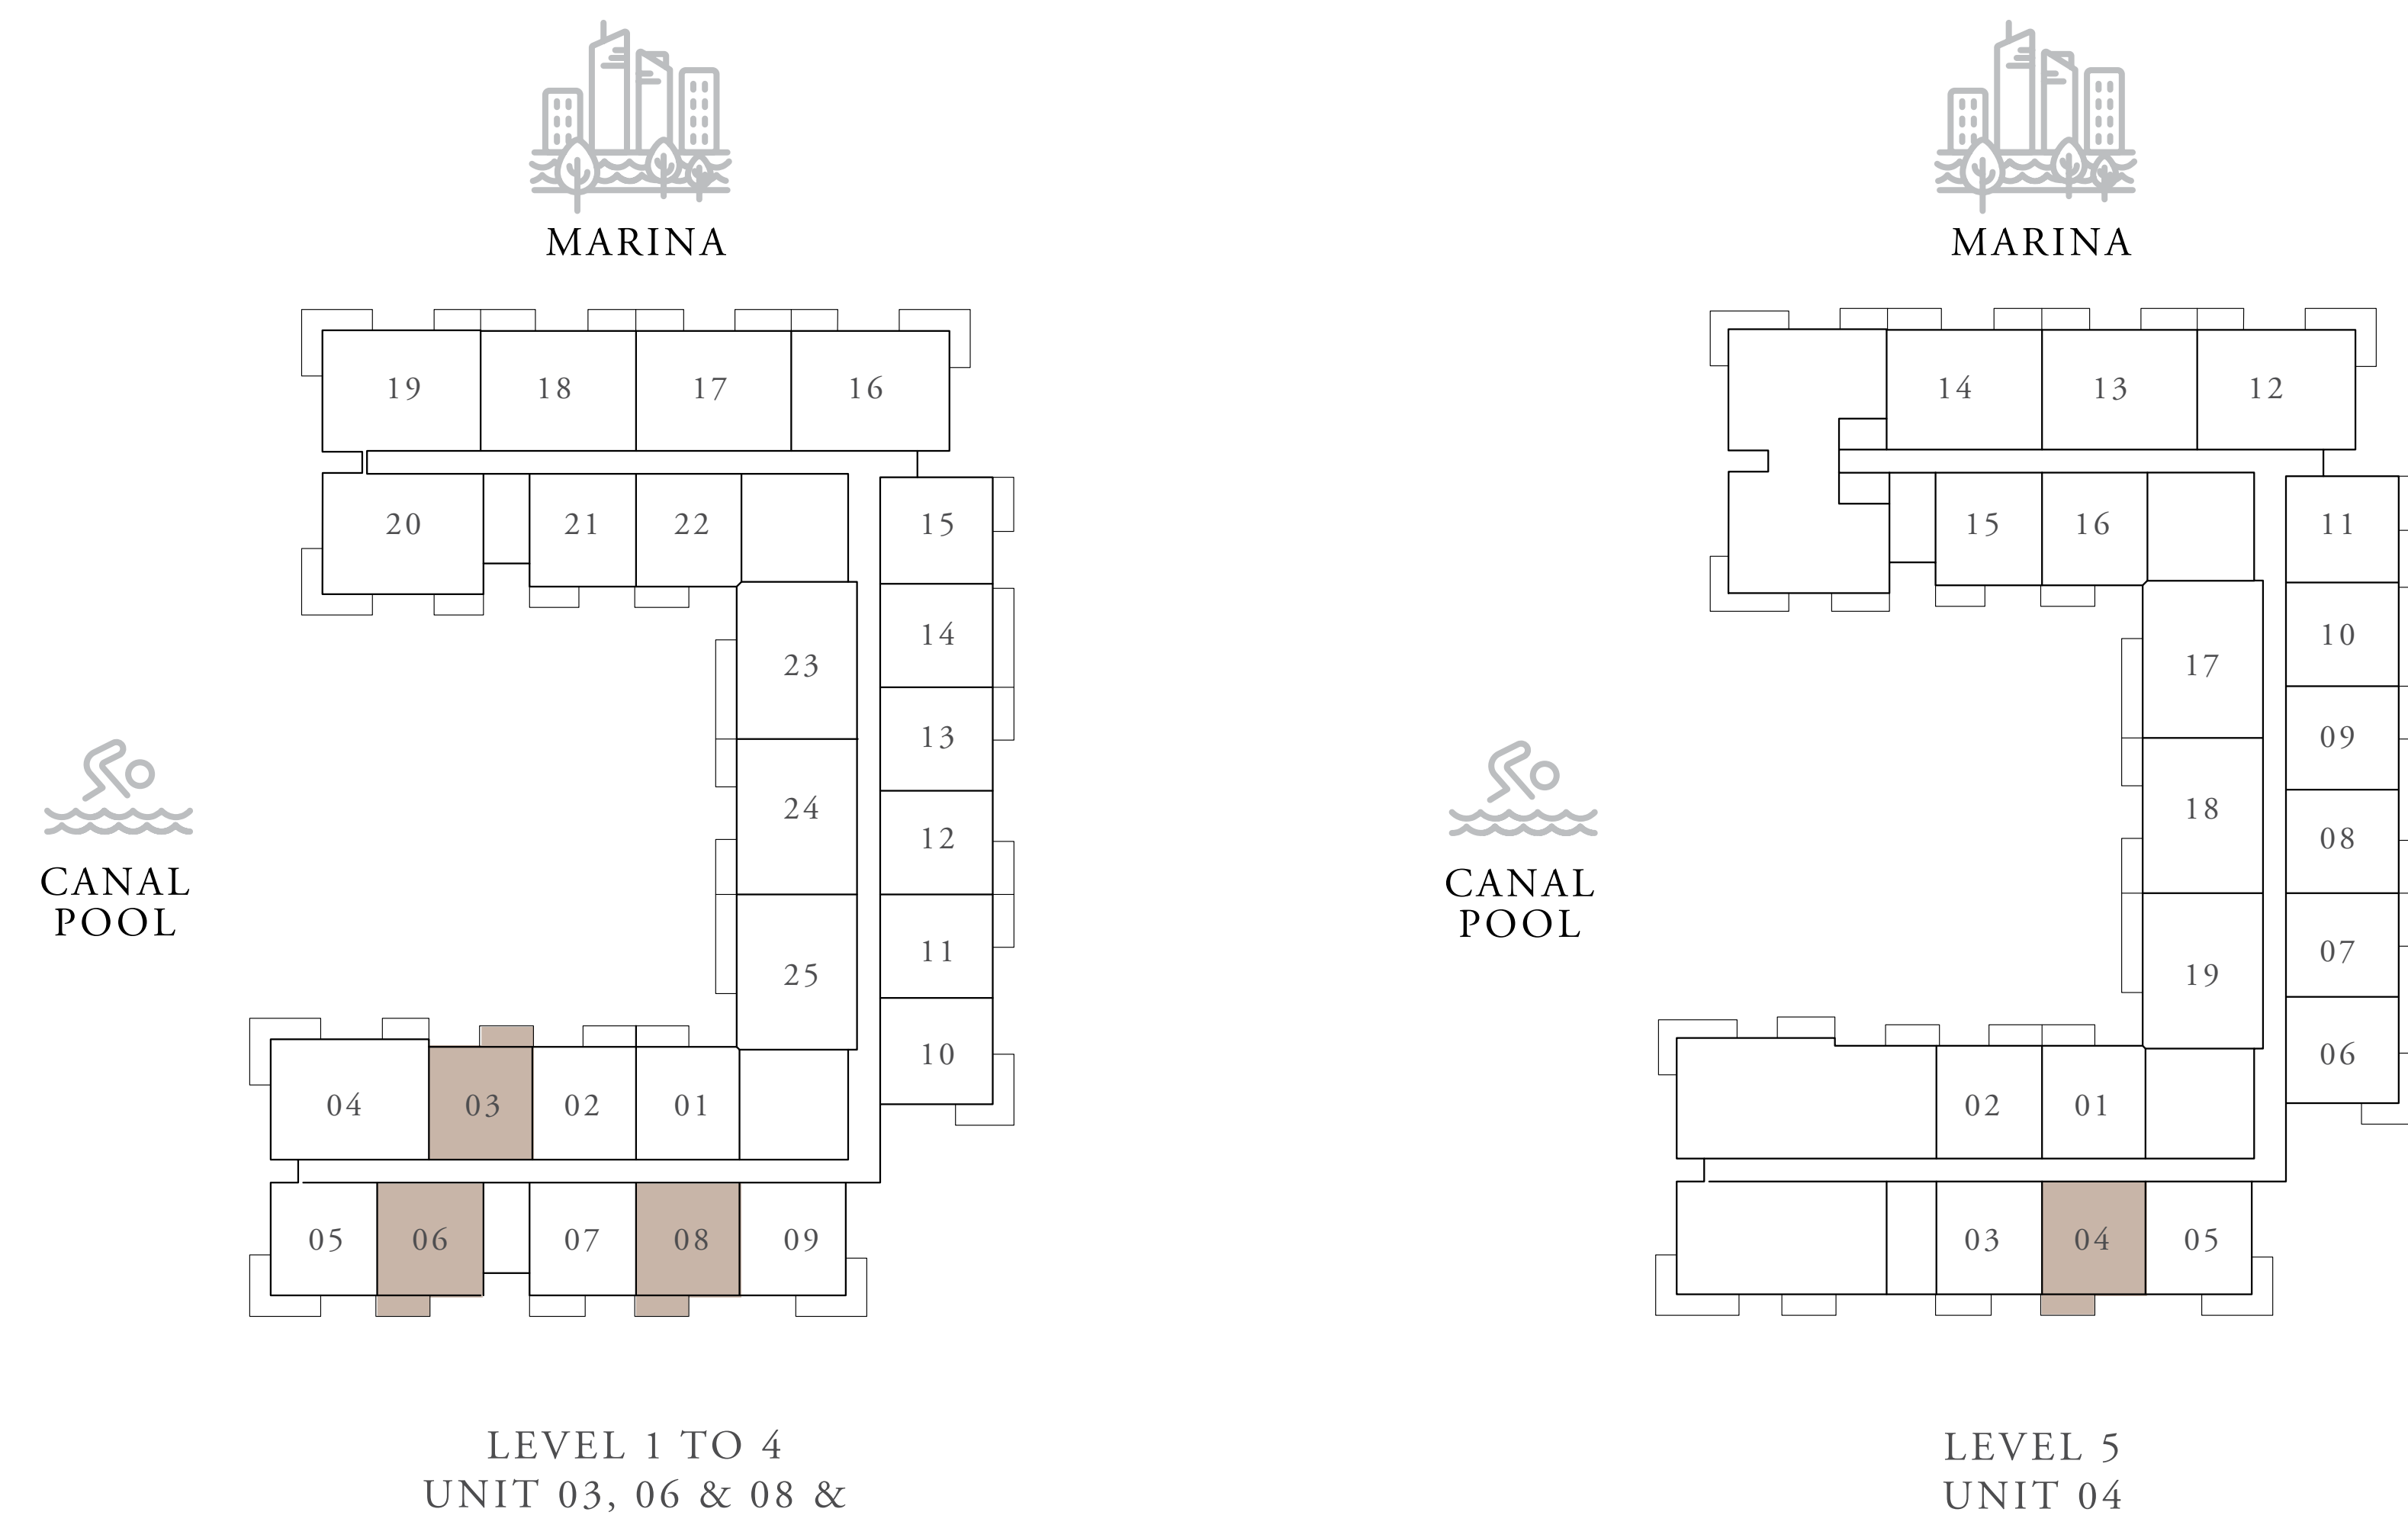 MARINA
19 18 17 16
20 21 22 15
14
23
13
24 12
CANAL
POOL
11
25
10
04 03 02 01
05 06 07 08 09
LEVEL 1 TO 4
UNIT 03, 06 & 08 &
MARINA
14 13 12
15 16 11
10
17
09
18 08
CANAL
POOL
07
19
06
02 01
03 04 05
LEVEL 5
UNIT 04